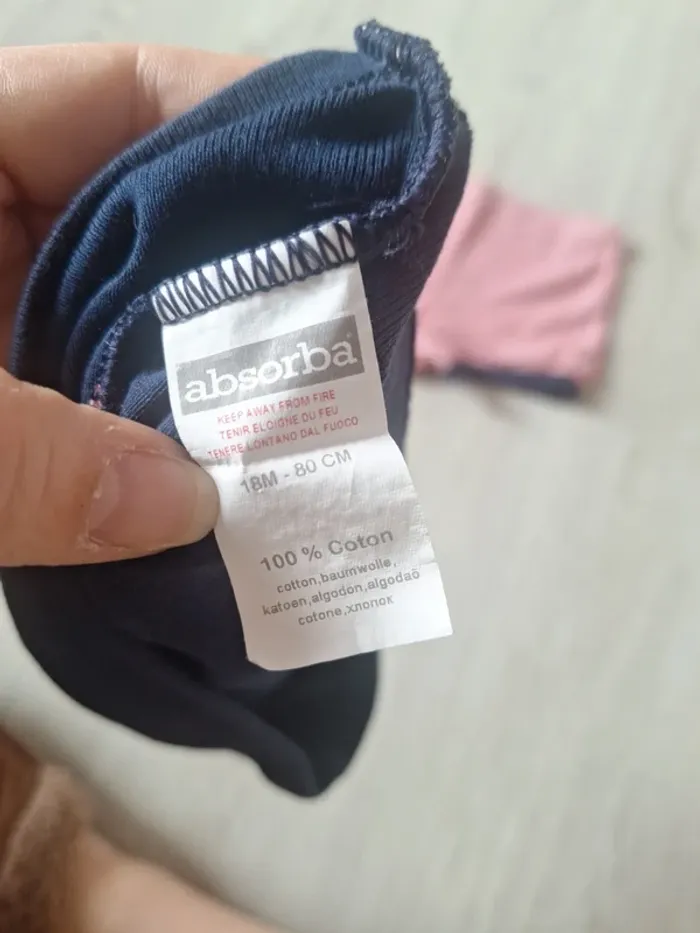 absorba
KEEP AWAY FROM FIRE
TENIR ELOIGNE DU FEU
TENERE LONTANO DAL FUOCO
18M - 80 CM
100 % Coton
cotton,baumwolle,
katoen,algodón,algodaõ
cotone,хлопок